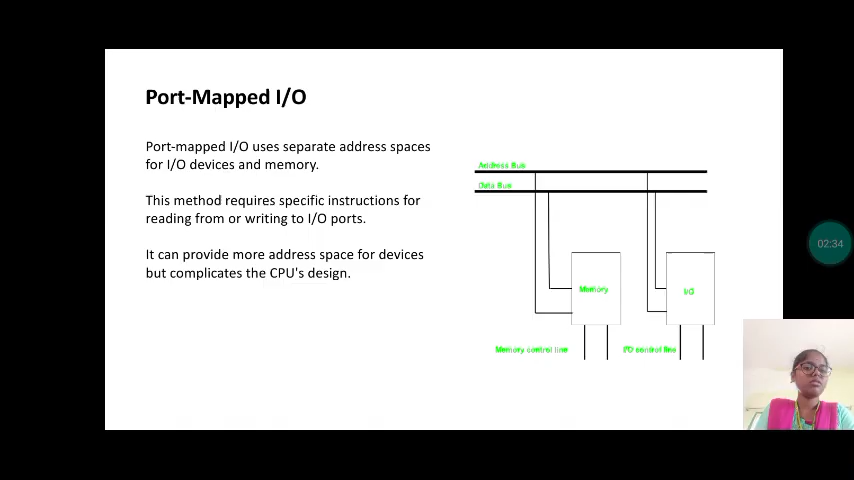 Port-Mapped I/O
Port-mapped I/O uses separate address spaces
for I/O devices and memory.
This method requires specific instructions for
reading from or writing to I/O ports.
It can provide more address space for devices
but complicates the CPU's design.
Address Bus
Data Bus
Memory
I/O
Memory control line
I/O control line
02:34